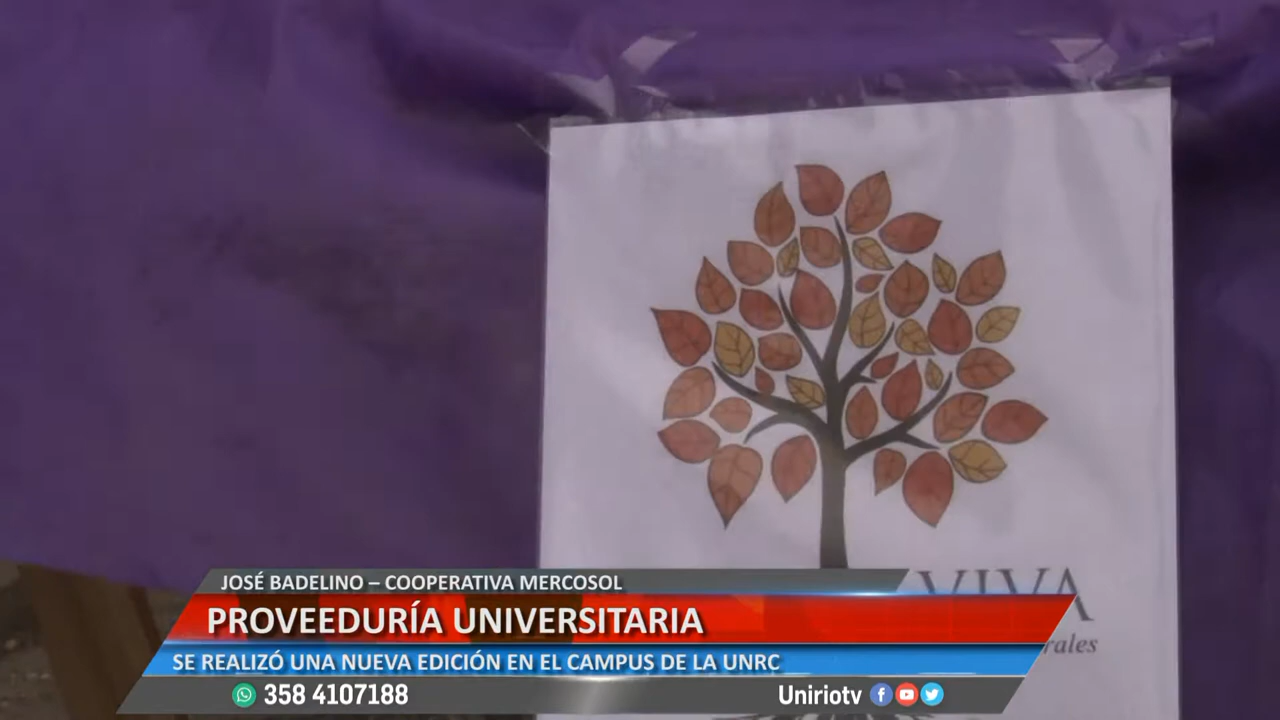 JOSÉ BADELINO – COOPERATIVA MERCOSOL
VIVA
PROVEEDURÍA UNIVERSITARIA
SE REALIZÓ UNA NUEVA EDICIÓN EN EL CAMPUS DE LA UNRC
358 4107188
Uniriotv